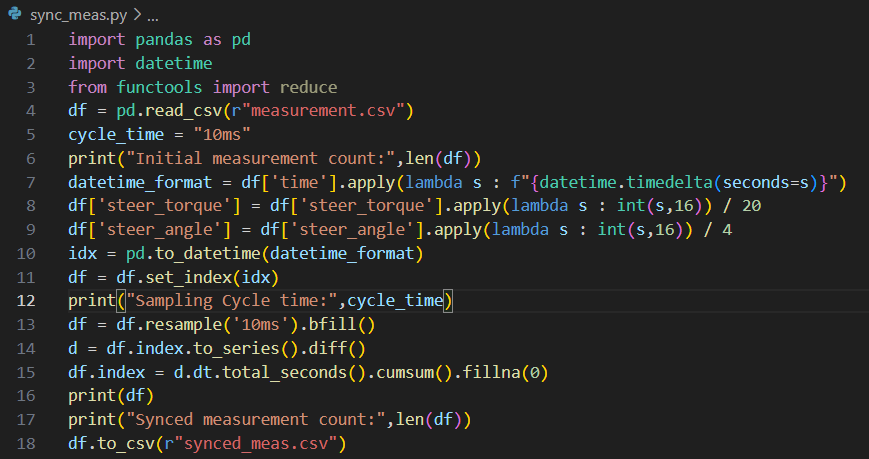 sync_meas.py > ...
1 import pandas as pd
2 import datetime
3 from functools import reduce
4 df = pd.read_csv(r"measurement.csv")
5 cycle_time = "10ms"
6 print("Initial measurement count:",len(df))
7 datetime_format = df['time'].apply(lambda s : f"{datetime.timedelta(seconds=s)}")
8 df['steer_torque'] = df['steer_torque'].apply(lambda s : int(s,16)) / 20
9 df['steer_angle'] = df['steer_angle'].apply(lambda s : int(s,16)) / 4
10 idx = pd.to_datetime(datetime_format)
11 df = df.set_index(idx)
12 print("Sampling Cycle time:",cycle_time)
13 df = df.resample('10ms').bfill()
14 d = df.index.to_series().diff()
15 df.index = d.dt.total_seconds().cumsum().fillna(0)
16 print(df)
17 print("Synced measurement count:",len(df))
18 df.to_csv(r"synced_meas.csv")